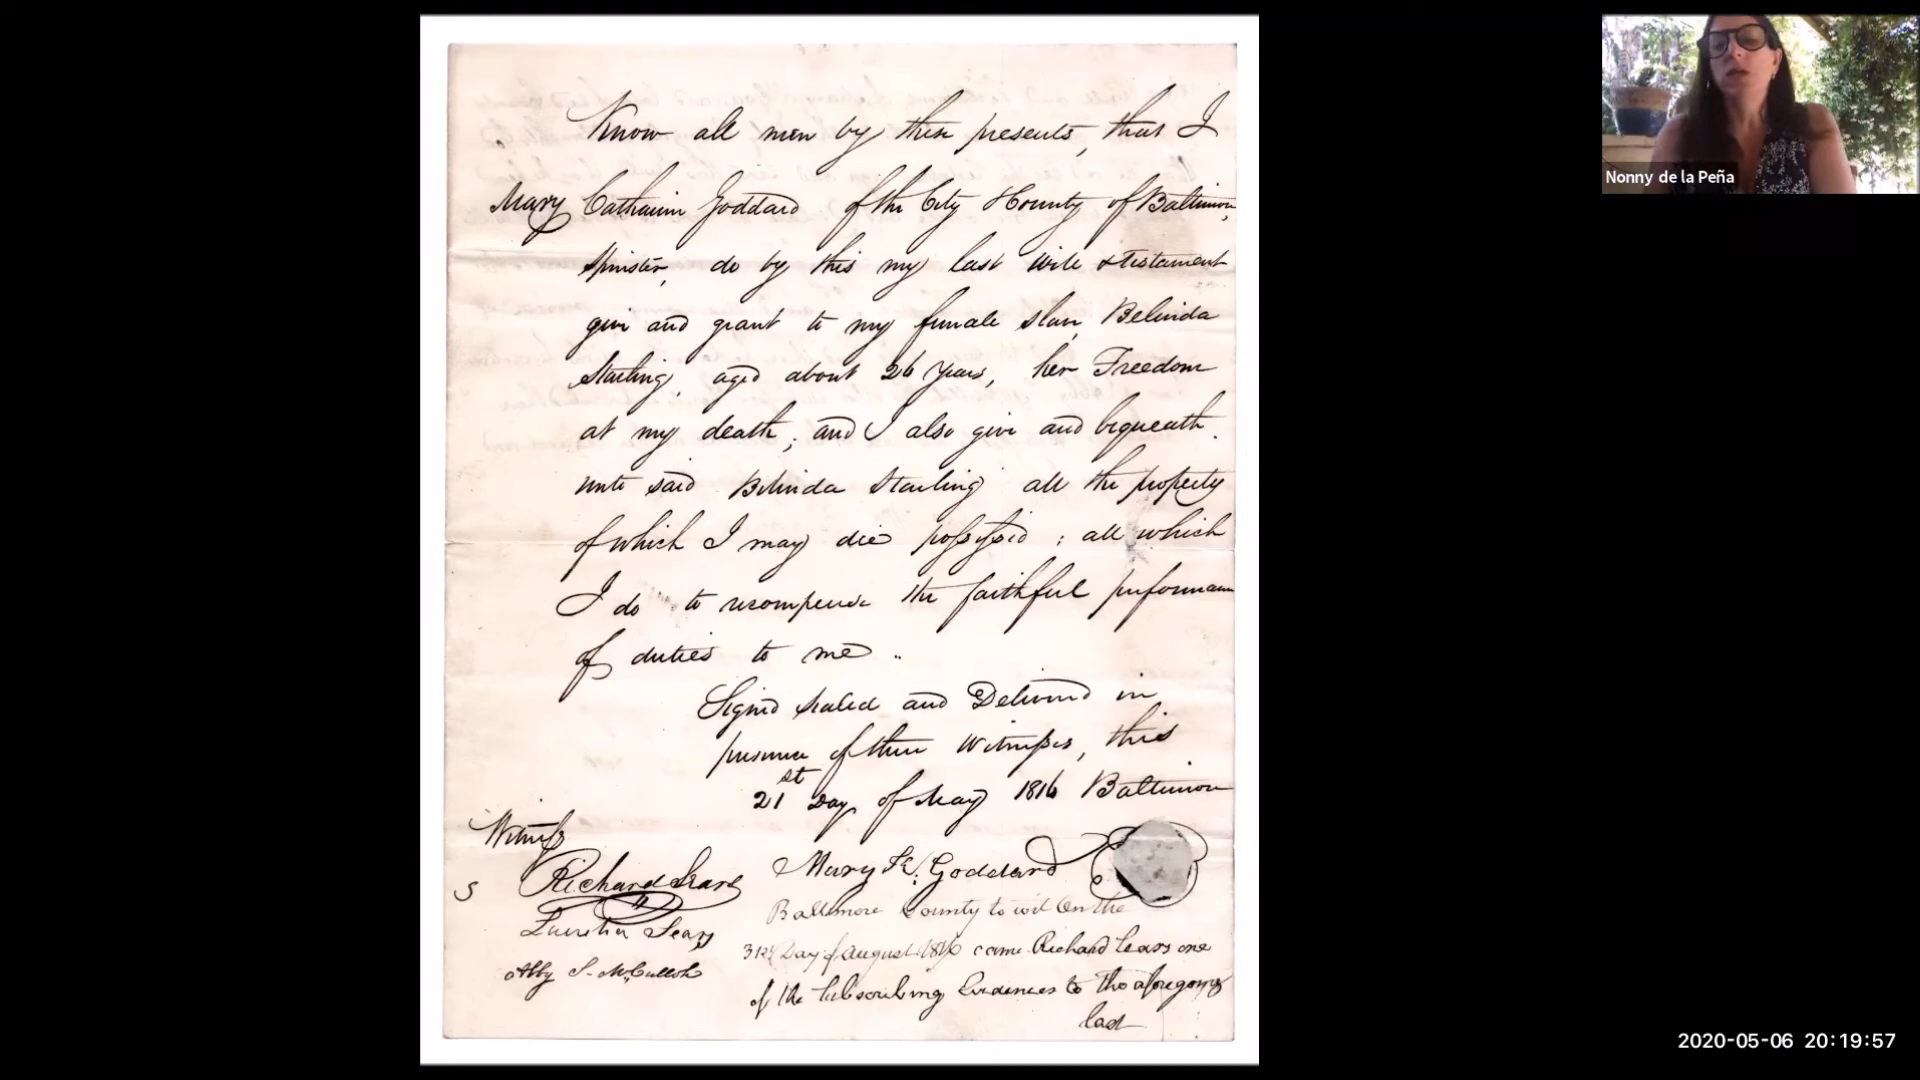 Know all men by these presents, that I
Mary Catharine Goddard of the City & County of Baltimore,
spinster, do by this my last Will & Testament
give and grant to my female slave, Belinda
Starling, aged about 26 years, her Freedom
at my death; and I also give and bequeath
unto said Belinda Starling all the property
of which I may die possessed; all which
I do to recompense the faithful performance
of duties to me..
Signed sealed and Delivered in
presence of these Witnesses, this
21st Day of May 1816 Baltimore
Witness
Richard Sears
Lucretia Sears
Abby S. McCulloh
S
Mary K. Goddard
Baltimore County to wit On the
31st Day of August 1816 came Richard Sears one
of the Subscribing Evidences to the aforegoing
last
Nonny de la Peña
2020-05-06 20:19:57